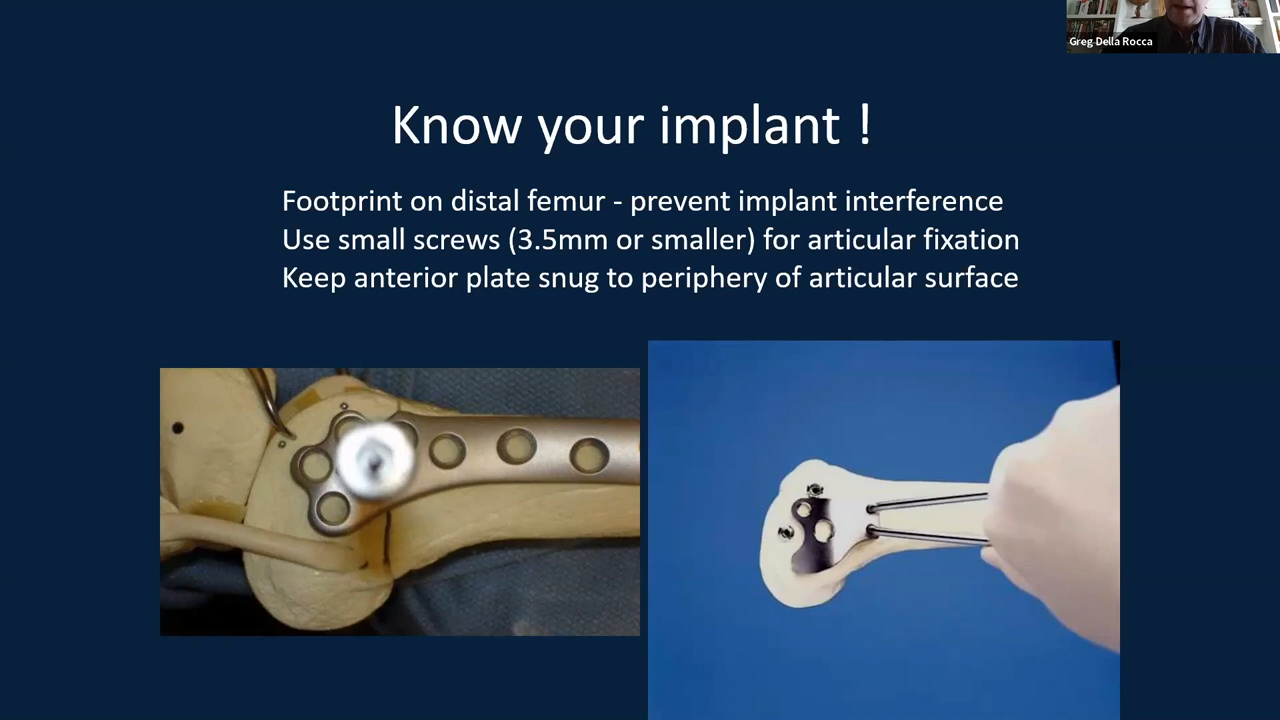 Greg Della Rocca
Know your implant !
Footprint on distal femur - prevent implant interference
Use small screws (3.5mm or smaller) for articular fixation
Keep anterior plate snug to periphery of articular surface